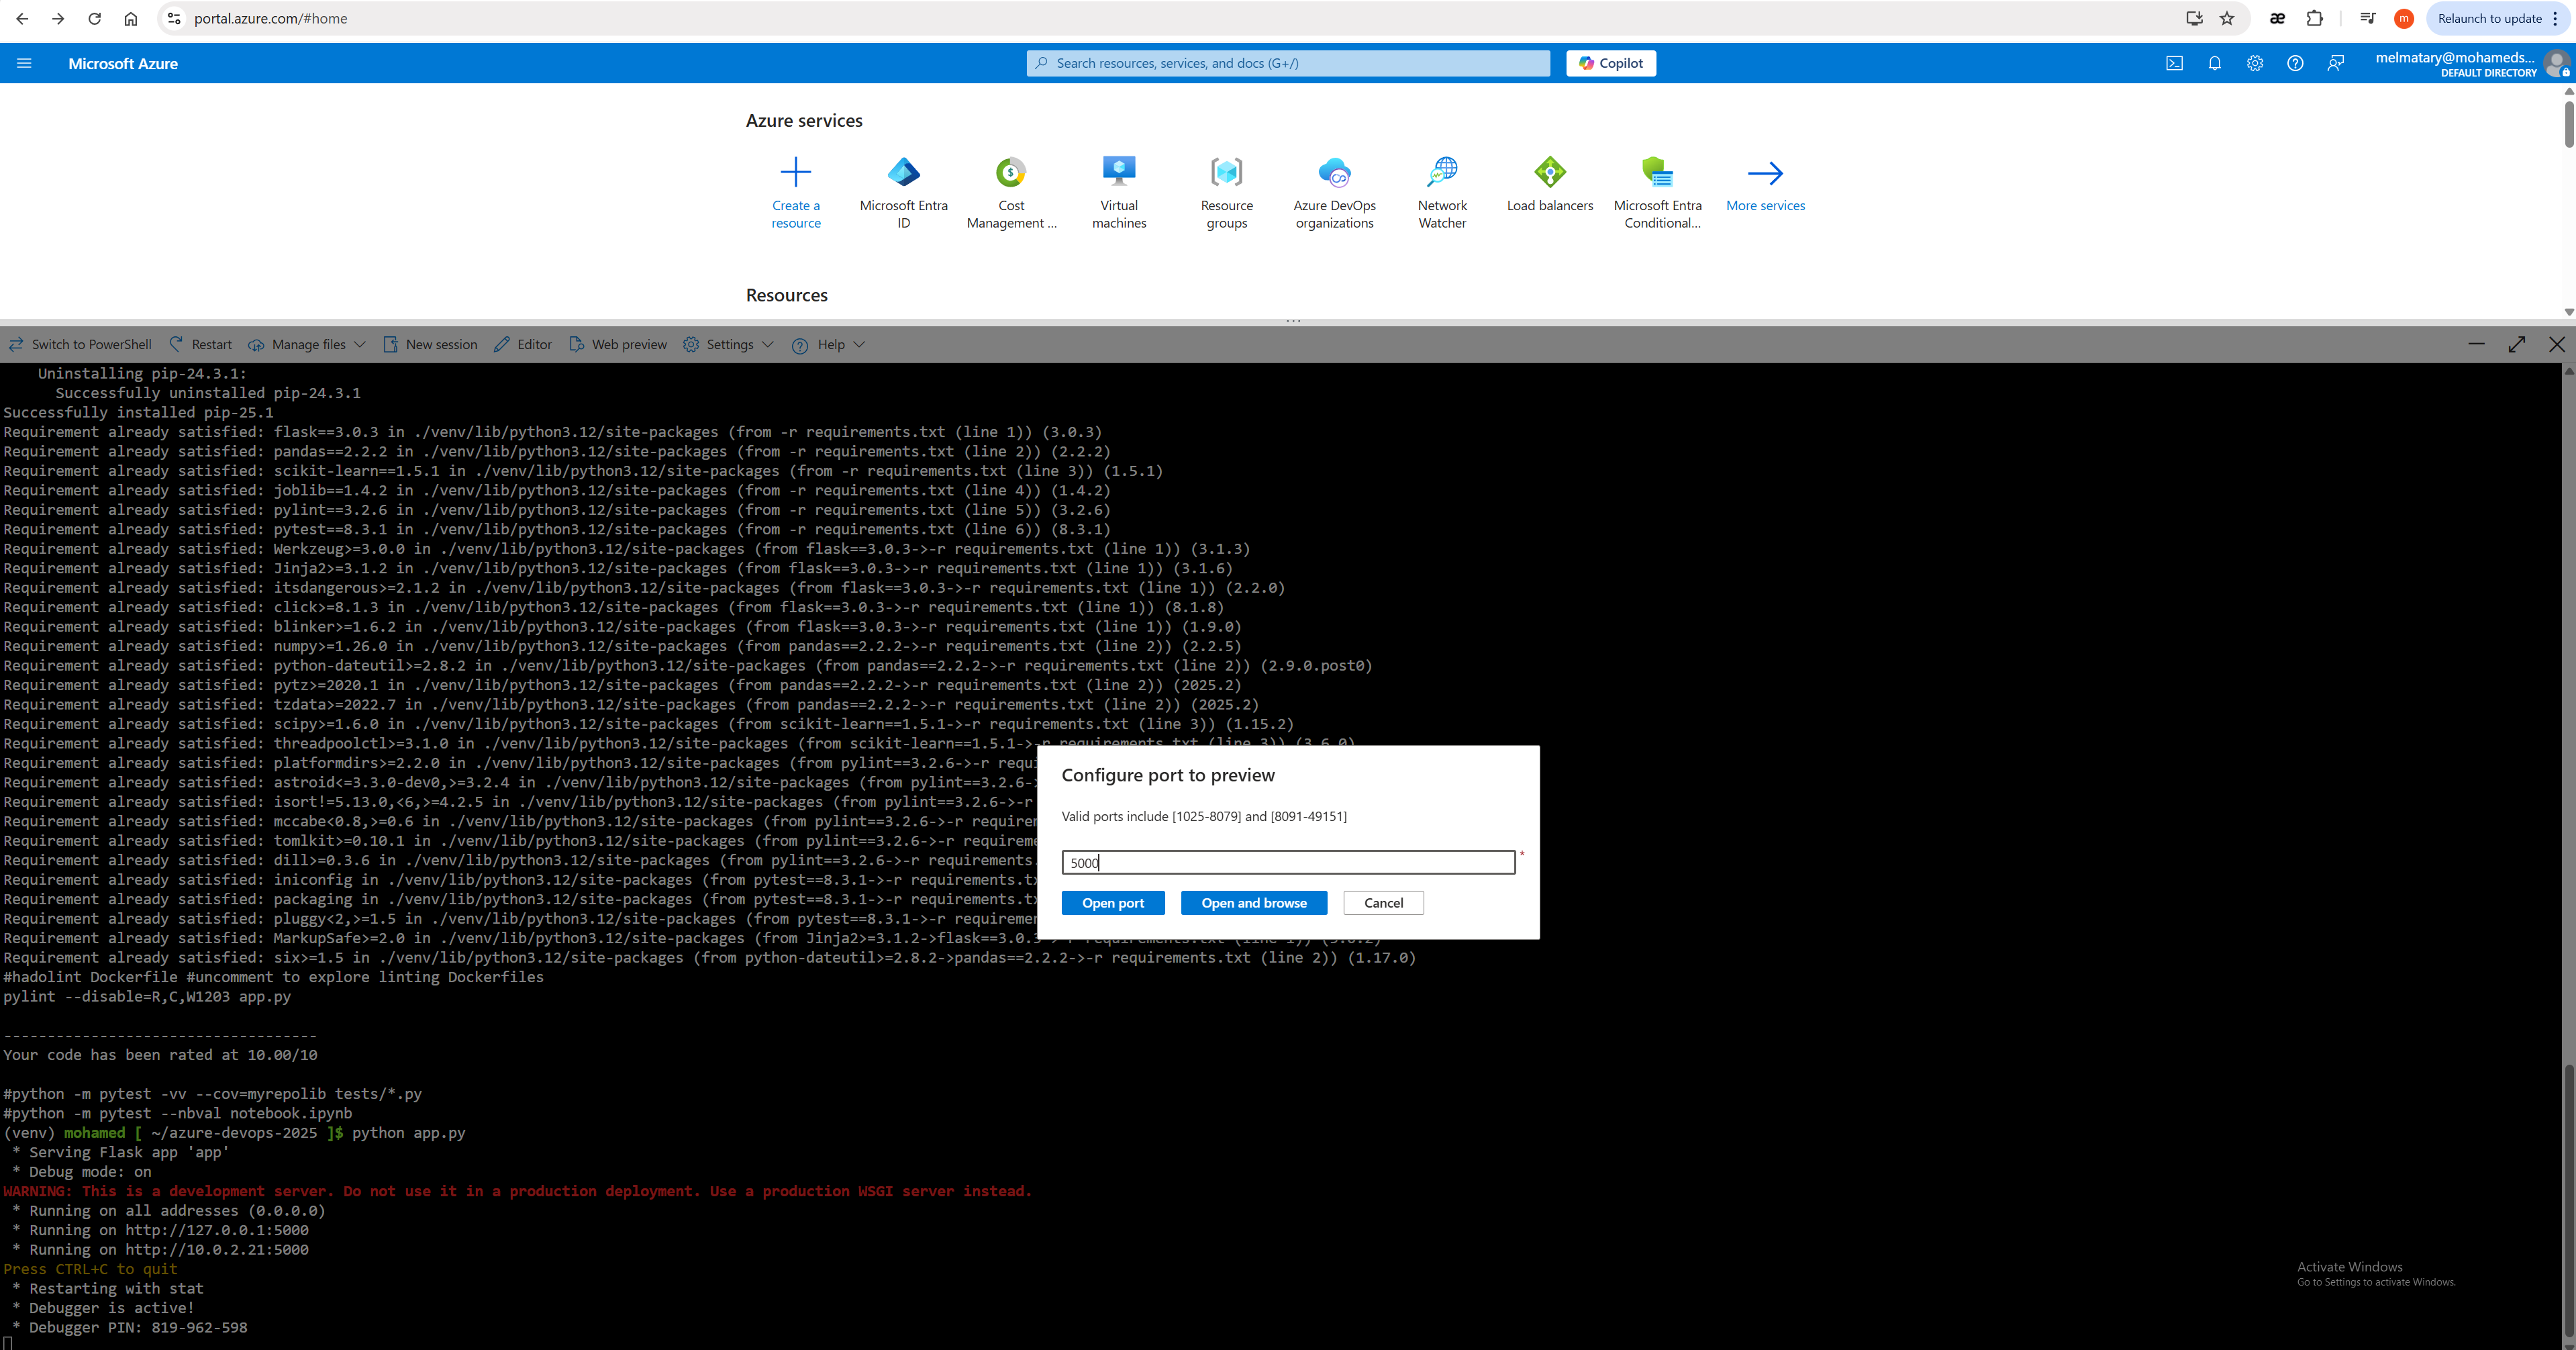 portal.azure.com/#home
æ
m
Relaunch to update
Microsoft Azure
Search resources, services, and docs (G+/)
Copilot
melmatary@mohameds...
DEFAULT DIRECTORY
Azure services
Create a resource
Microsoft Entra ID
Cost Management ...
Virtual machines
Resource groups
Azure DevOps organizations
Network Watcher
Load balancers
Microsoft Entra Conditional...
More services
Resources
Switch to PowerShell
Restart
Manage files
New session
Editor
Web preview
Settings
Help
Uninstalling pip-24.3.1:
Successfully uninstalled pip-24.3.1
Successfully installed pip-25.1
Requirement already satisfied: flask==3.0.3 in ./venv/lib/python3.12/site-packages (from -r requirements.txt (line 1)) (3.0.3)
Requirement already satisfied: pandas==2.2.2 in ./venv/lib/python3.12/site-packages (from -r requirements.txt (line 2)) (2.2.2)
Requirement already satisfied: scikit-learn==1.5.1 in ./venv/lib/python3.12/site-packages (from -r requirements.txt (line 3)) (1.5.1)
Requirement already satisfied: joblib==1.4.2 in ./venv/lib/python3.12/site-packages (from -r requirements.txt (line 4)) (1.4.2)
Requirement already satisfied: pylint==3.2.6 in ./venv/lib/python3.12/site-packages (from -r requirements.txt (line 5)) (3.2.6)
Requirement already satisfied: pytest==8.3.1 in ./venv/lib/python3.12/site-packages (from -r requirements.txt (line 6)) (8.3.1)
Requirement already satisfied: Werkzeug>=3.0.0 in ./venv/lib/python3.12/site-packages (from flask==3.0.3->-r requirements.txt (line 1)) (3.1.3)
Requirement already satisfied: Jinja2>=3.1.2 in ./venv/lib/python3.12/site-packages (from flask==3.0.3->-r requirements.txt (line 1)) (3.1.6)
Requirement already satisfied: itsdangerous>=2.1.2 in ./venv/lib/python3.12/site-packages (from flask==3.0.3->-r requirements.txt (line 1)) (2.2.0)
Requirement already satisfied: click>=8.1.3 in ./venv/lib/python3.12/site-packages (from flask==3.0.3->-r requirements.txt (line 1)) (8.1.8)
Requirement already satisfied: blinker>=1.6.2 in ./venv/lib/python3.12/site-packages (from flask==3.0.3->-r requirements.txt (line 1)) (1.9.0)
Requirement already satisfied: numpy>=1.26.0 in ./venv/lib/python3.12/site-packages (from pandas==2.2.2->-r requirements.txt (line 2)) (2.2.5)
Requirement already satisfied: python-dateutil>=2.8.2 in ./venv/lib/python3.12/site-packages (from pandas==2.2.2->-r requirements.txt (line 2)) (2.9.0.post0)
Requirement already satisfied: pytz>=2020.1 in ./venv/lib/python3.12/site-packages (from pandas==2.2.2->-r requirements.txt (line 2)) (2025.2)
Requirement already satisfied: tzdata>=2022.7 in ./venv/lib/python3.12/site-packages (from pandas==2.2.2->-r requirements.txt (line 2)) (2025.2)
Requirement already satisfied: scipy>=1.6.0 in ./venv/lib/python3.12/site-packages (from scikit-learn==1.5.1->-r requirements.txt (line 3)) (1.15.2)
Requirement already satisfied: threadpoolctl>=3.1.0 in ./venv/lib/python3.12/site-packages (from scikit-learn==1.5.1->-r requirements.txt (line 3)) (3.6.0)
Requirement already satisfied: platformdirs>=2.2.0 in ./venv/lib/python3.12/site-packages (from pylint==3.2.6->-r requ
Requirement already satisfied: astroid<=3.3.0-dev0,>=3.2.4 in ./venv/lib/python3.12/site-packages (from pylint==3.2.6-
Requirement already satisfied: isort!=5.13.0,<6,>=4.2.5 in ./venv/lib/python3.12/site-packages (from pylint==3.2.6->-r
Requirement already satisfied: mccabe<0.8,>=0.6 in ./venv/lib/python3.12/site-packages (from pylint==3.2.6->-r requirem
Requirement already satisfied: tomlkit>=0.10.1 in ./venv/lib/python3.12/site-packages (from pylint==3.2.6->-r requireme
Requirement already satisfied: dill>=0.3.6 in ./venv/lib/python3.12/site-packages (from pylint==3.2.6->-r requirements.
Requirement already satisfied: iniconfig in ./venv/lib/python3.12/site-packages (from pytest==8.3.1->-r requirements.t
Requirement already satisfied: packaging in ./venv/lib/python3.12/site-packages (from pytest==8.3.1->-r requirements.t
Requirement already satisfied: pluggy<2,>=1.5 in ./venv/lib/python3.12/site-packages (from pytest==8.3.1->-r requiremen
Requirement already satisfied: MarkupSafe>=2.0 in ./venv/lib/python3.12/site-packages (from Jinja2>=3.1.2->flask==3.0.3->-r requirements.txt (line 1)) (3.0.2)
Requirement already satisfied: six>=1.5 in ./venv/lib/python3.12/site-packages (from python-dateutil>=2.8.2->pandas==2.2.2->-r requirements.txt (line 2)) (1.17.0)
#hadolint Dockerfile #uncomment to explore linting Dockerfiles
pylint --disable=R,C,W1203 app.py
------------------------------------
Your code has been rated at 10.00/10
#python -m pytest -vv --cov=myrepolib tests/*.py
#python -m pytest --nbval notebook.ipynb
(venv) mohamed [ ~/azure-devops-2025 ]$ python app.py
* Serving Flask app 'app'
* Debug mode: on
WARNING: This is a development server. Do not use it in a production deployment. Use a production WSGI server instead.
* Running on all addresses (0.0.0.0)
* Running on http://127.0.0.1:5000
* Running on http://10.0.2.21:5000
Press CTRL+C to quit
* Restarting with stat
* Debugger is active!
* Debugger PIN: 819-962-598
Configure port to preview
Valid ports include [1025-8079] and [8091-49151]
5000 *
Open port
Open and browse
Cancel
Activate Windows
Go to Settings to activate Windows.